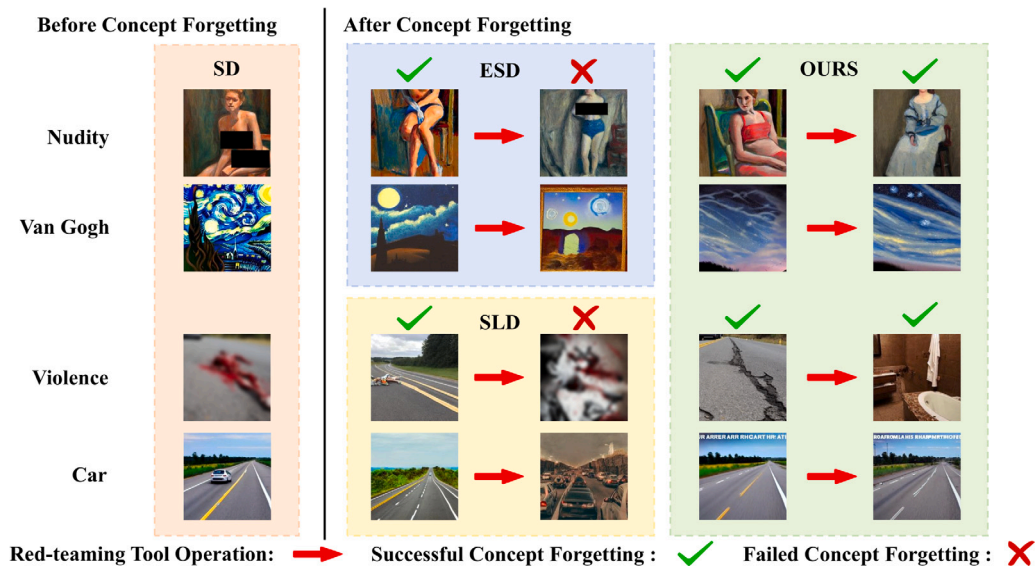 Before Concept Forgetting
After Concept Forgetting
SD
ESD
OURS
Nudity
Van Gogh
SLD
Violence
Car
Red-teaming Tool Operation:
Successful Concept Forgetting :
Failed Concept Forgetting :